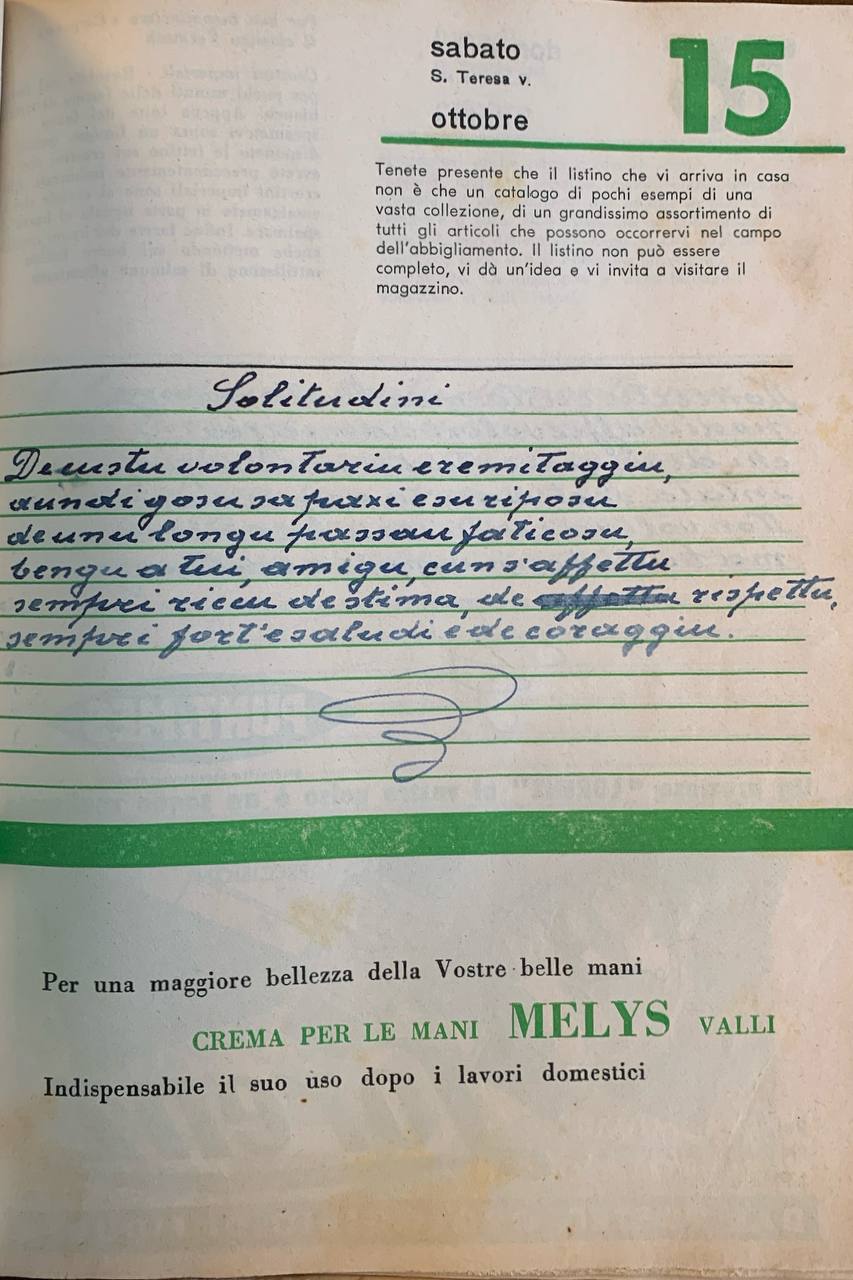 sabato
S. Teresa v.
ottobre
15
Tenete presente che il listino che vi arriva in casa
non è che un catalogo di pochi esempi di una
vasta collezione, di un grandissimo assortimento di
tutti gli articoli che possono occorrervi nel campo
dell'abbigliamento. Il listino non può essere
completo, vi dà un'idea e vi invita a visitare il
magazzino.
Solitudini
De custu volontariu eremitaggiu,
aundi gosu sa paxi e su riposu
de unu longu passau faticosu,
bengu a tui, amigu, cun s'affettu
sempri riccu de stima, de affettu rispettu,
sempri fort'e saludi e de coraggiu.
Per una maggiore bellezza della Vostre belle mani
CREMA PER LE MANI MELYS VALLI
Indispensabile il suo uso dopo i lavori domestici